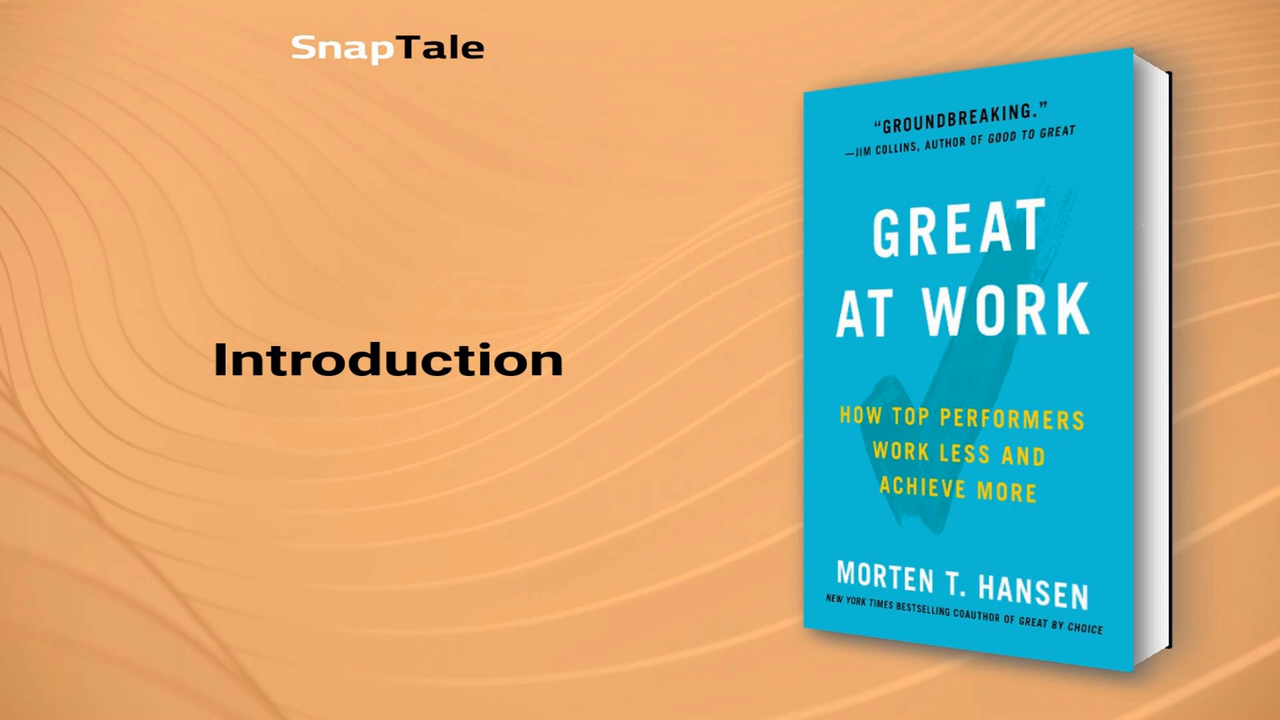 SnapTale
Introduction
“GROUNDBREAKING.”
—JIM COLLINS, AUTHOR OF GOOD TO GREAT
GREAT
AT WORK
HOW TOP PERFORMERS
WORK LESS AND
ACHIEVE MORE
MORTEN T. HANSEN
NEW YORK TIMES BESTSELLING COAUTHOR OF GREAT BY CHOICE